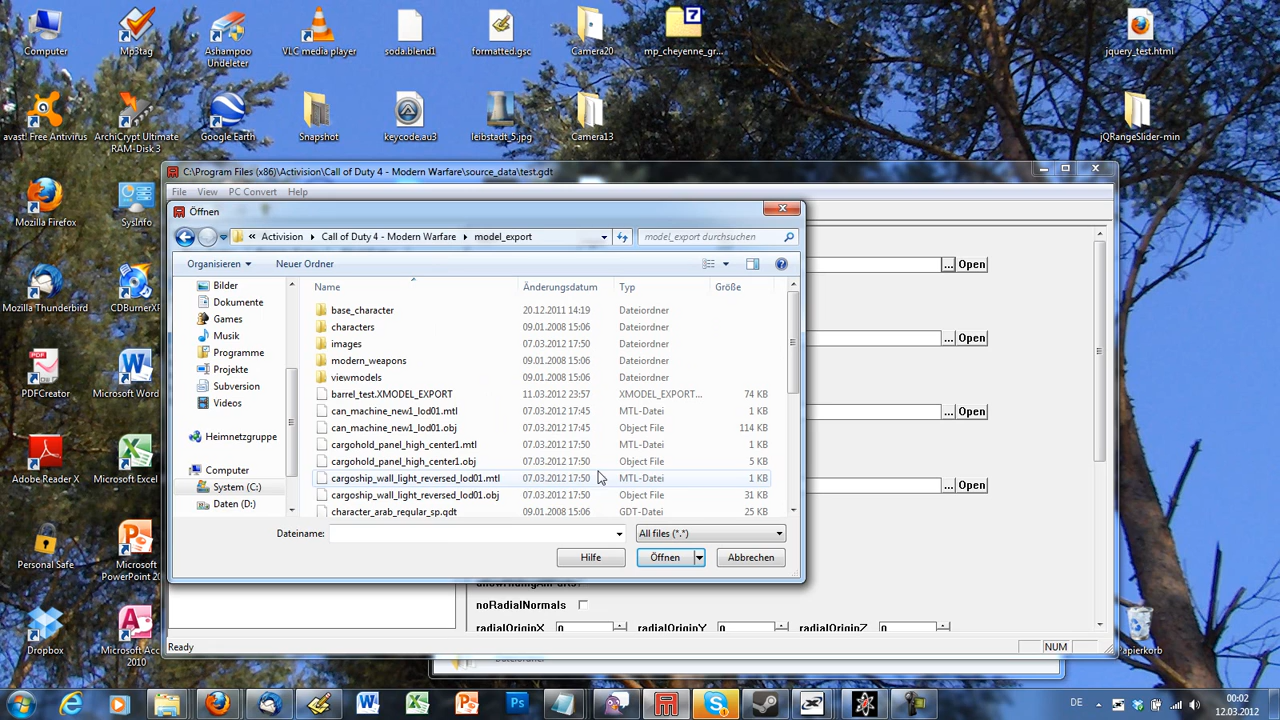 Computer
Mp3tag
Ashampoo Undeleter
VLC media player
soda.blend1
formatted.gsc
Camera20
mp_cheyenne_gr...
7
jquery_test.html
avast! Free Antivirus
ArchiCrypt Ultimate RAM-Disk 3
Google Earth
Snapshot
keycode.au3
leibstadt_5.jpg
Camera13
jQRangeSlider-min
Mozilla Firefox
SysInfo
Mozilla Thunderbird
CDBurnerXP
PDFCreator
Microsoft Word
Adobe Reader X
Microsoft Excel
Personal Safe
Microsoft PowerPoint 20
Dropbox
Microsoft Acc
2010
Papierkorb
C:\Program Files (x86)\Activision\Call of Duty 4 - Modern Warfare\source_data\test.gdt
File View PC Convert Help
Öffnen
« Activision Call of Duty 4 - Modern Warfare model_export
model_export durchsuchen
Organisieren Neuer Ordner
Name Änderungsdatum Typ Größe
Bilder
Dokumente
Games
Musik
Programme
Projekte
Subversion
Videos
Heimnetzgruppe
Computer
System (C:)
Daten (D:)
base_character 20.12.2011 14:19 Dateiordner
characters 09.01.2008 15:06 Dateiordner
images 07.03.2012 17:50 Dateiordner
modern_weapons 09.01.2008 15:06 Dateiordner
viewmodels 09.01.2008 15:06 Dateiordner
barrel_test.XMODEL_EXPORT 11.03.2012 23:57 XMODEL_EXPORT... 74 KB
can_machine_new1_lod01.mtl 07.03.2012 17:45 MTL-Datei 1 KB
can_machine_new1_lod01.obj 07.03.2012 17:45 Object File 114 KB
cargohold_panel_high_center1.mtl 07.03.2012 17:50 MTL-Datei 1 KB
cargohold_panel_high_center1.obj 07.03.2012 17:50 Object File 5 KB
cargoship_wall_light_reversed_lod01.mtl 07.03.2012 17:50 MTL-Datei 1 KB
cargoship_wall_light_reversed_lod01.obj 07.03.2012 17:50 Object File 31 KB
character_arab_regular_sp.gdt 09.01.2008 15:06 GDT-Datei 25 KB
Dateiname: All files (*.*)
Hilfe Öffnen Abbrechen
... Open
... Open
... Open
... Open
noRadialNormals
radialOriginX 0 radialOriginY 0 radialOriginZ 0
Ready NUM
Dateiordner
DE
00:02
12.03.2012